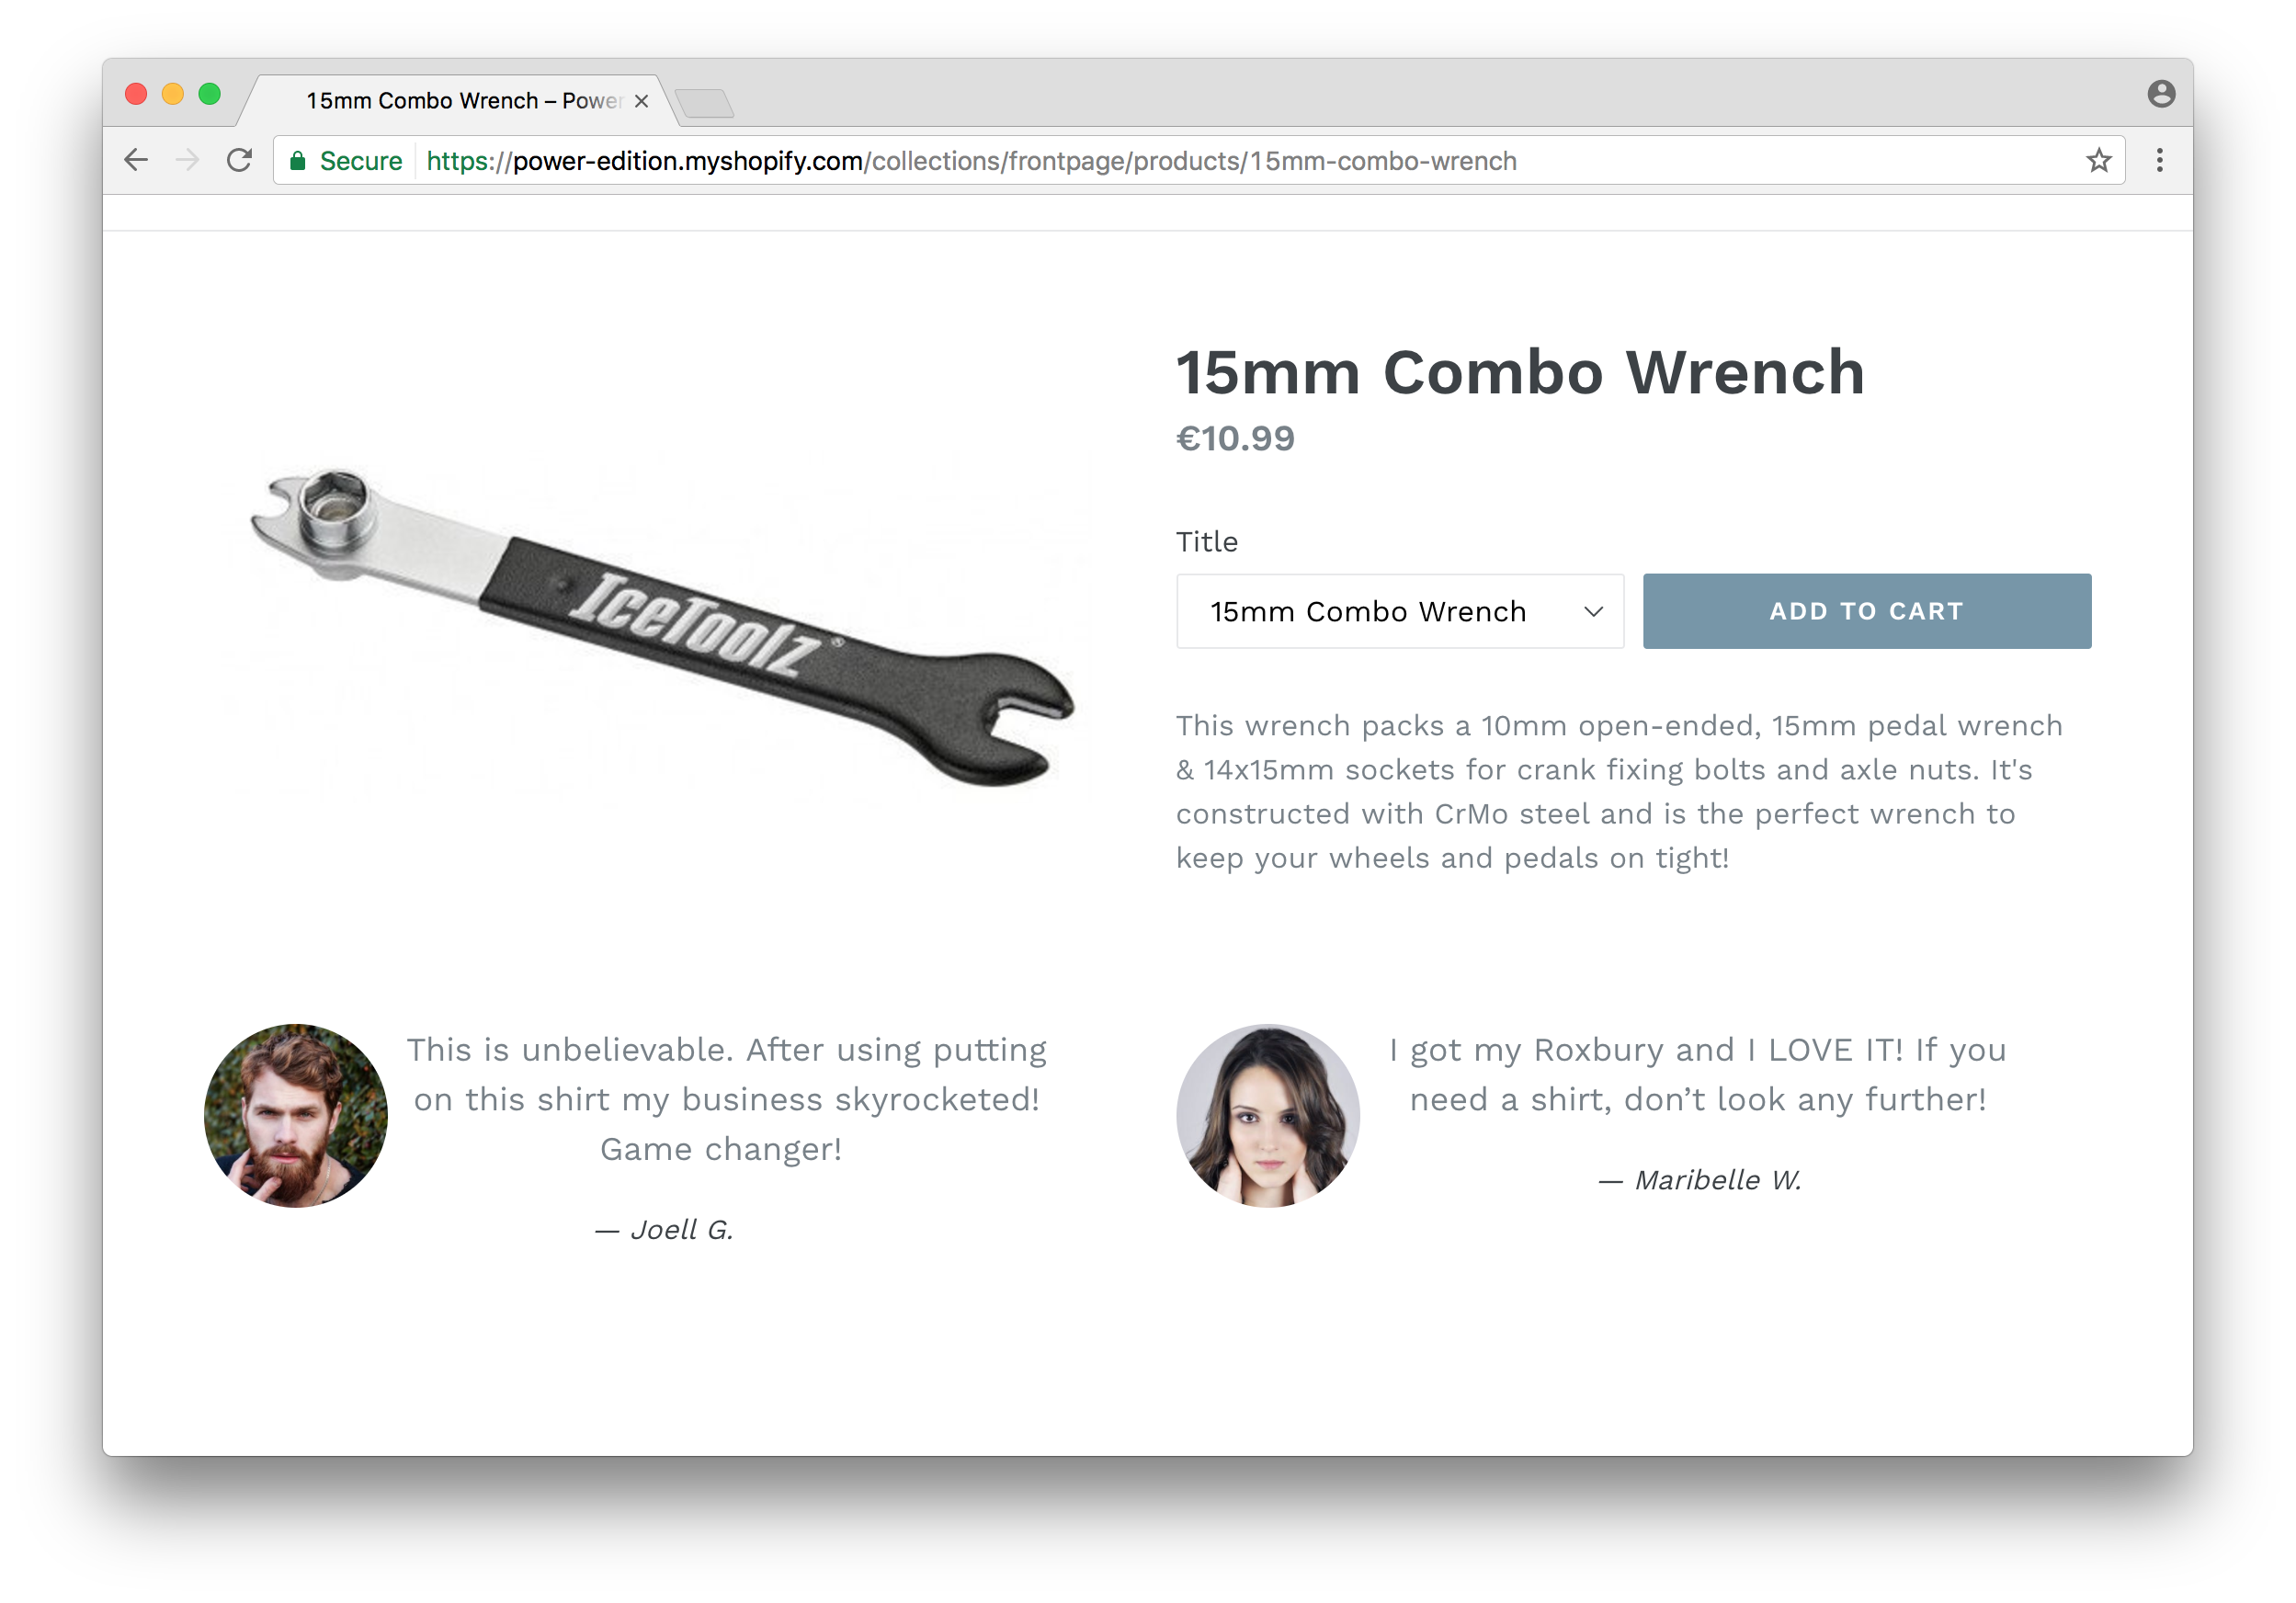 15mm Combo Wrench – Power
Secure https://power-edition.myshopify.com/collections/frontpage/products/15mm-combo-wrench
IceToolz®
15mm Combo Wrench
€10.99
Title
15mm Combo Wrench
ADD TO CART
This wrench packs a 10mm open-ended, 15mm pedal wrench
& 14x15mm sockets for crank fixing bolts and axle nuts. It's
constructed with CrMo steel and is the perfect wrench to
keep your wheels and pedals on tight!
This is unbelievable. After using putting
on this shirt my business skyrocketed!
Game changer!
— Joell G.
I got my Roxbury and I LOVE IT! If you
need a shirt, don’t look any further!
— Maribelle W.